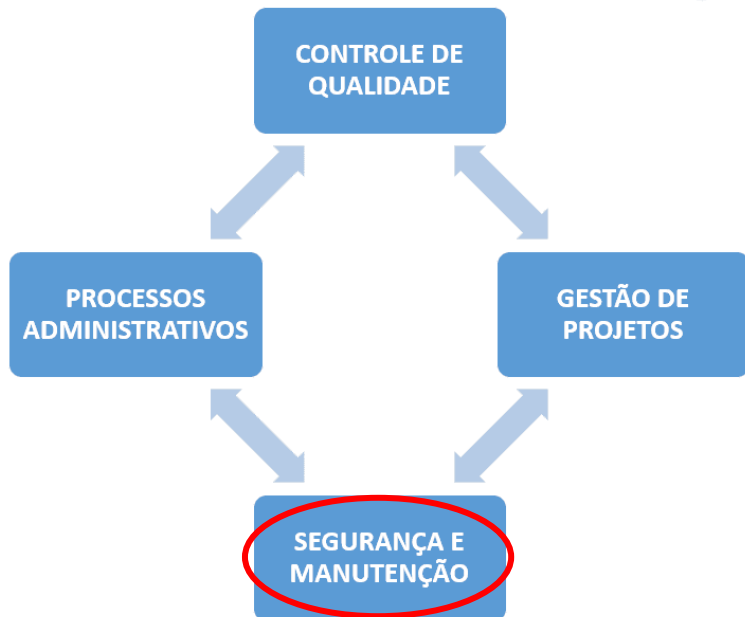 CONTROLE DE
QUALIDADE
PROCESSOS
ADMINISTRATIVOS
GESTÃO DE
PROJETOS
SEGURANÇA E
MANUTENÇÃO